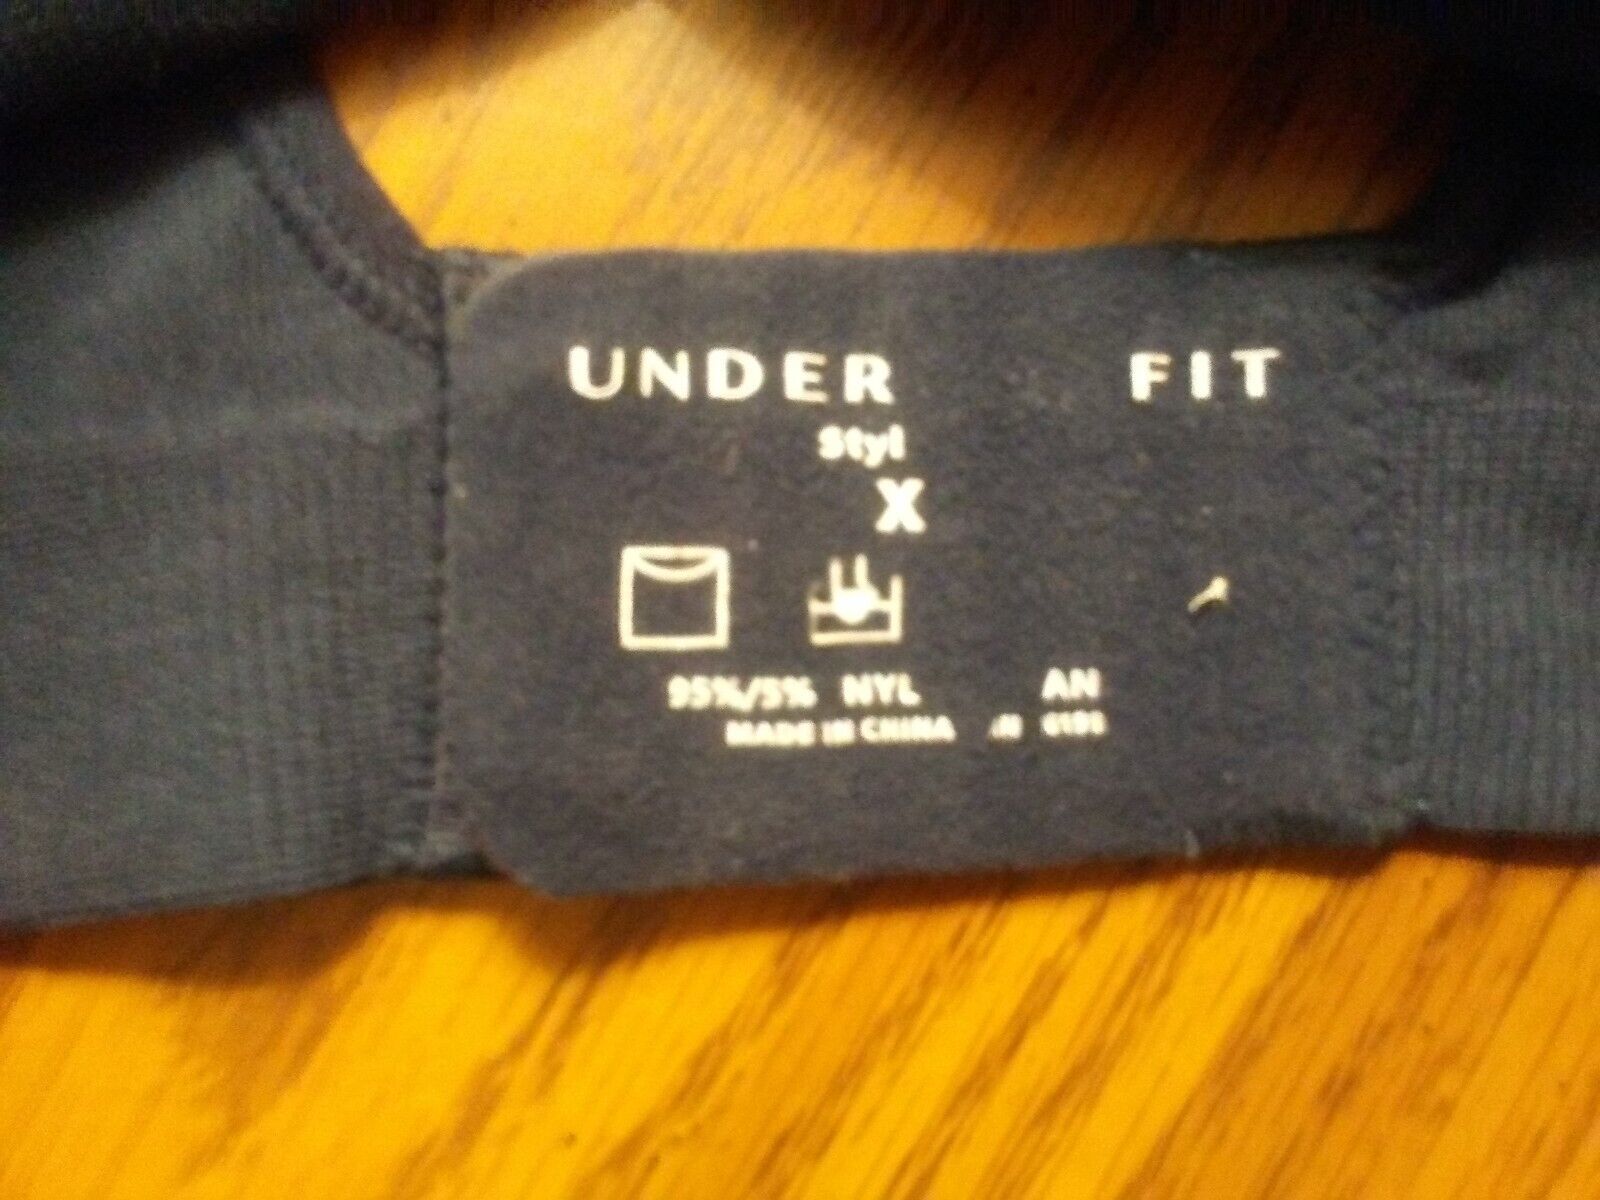 UNDER FIT
Styl
X
95%/5% NYL AN
MADE IN CHINA